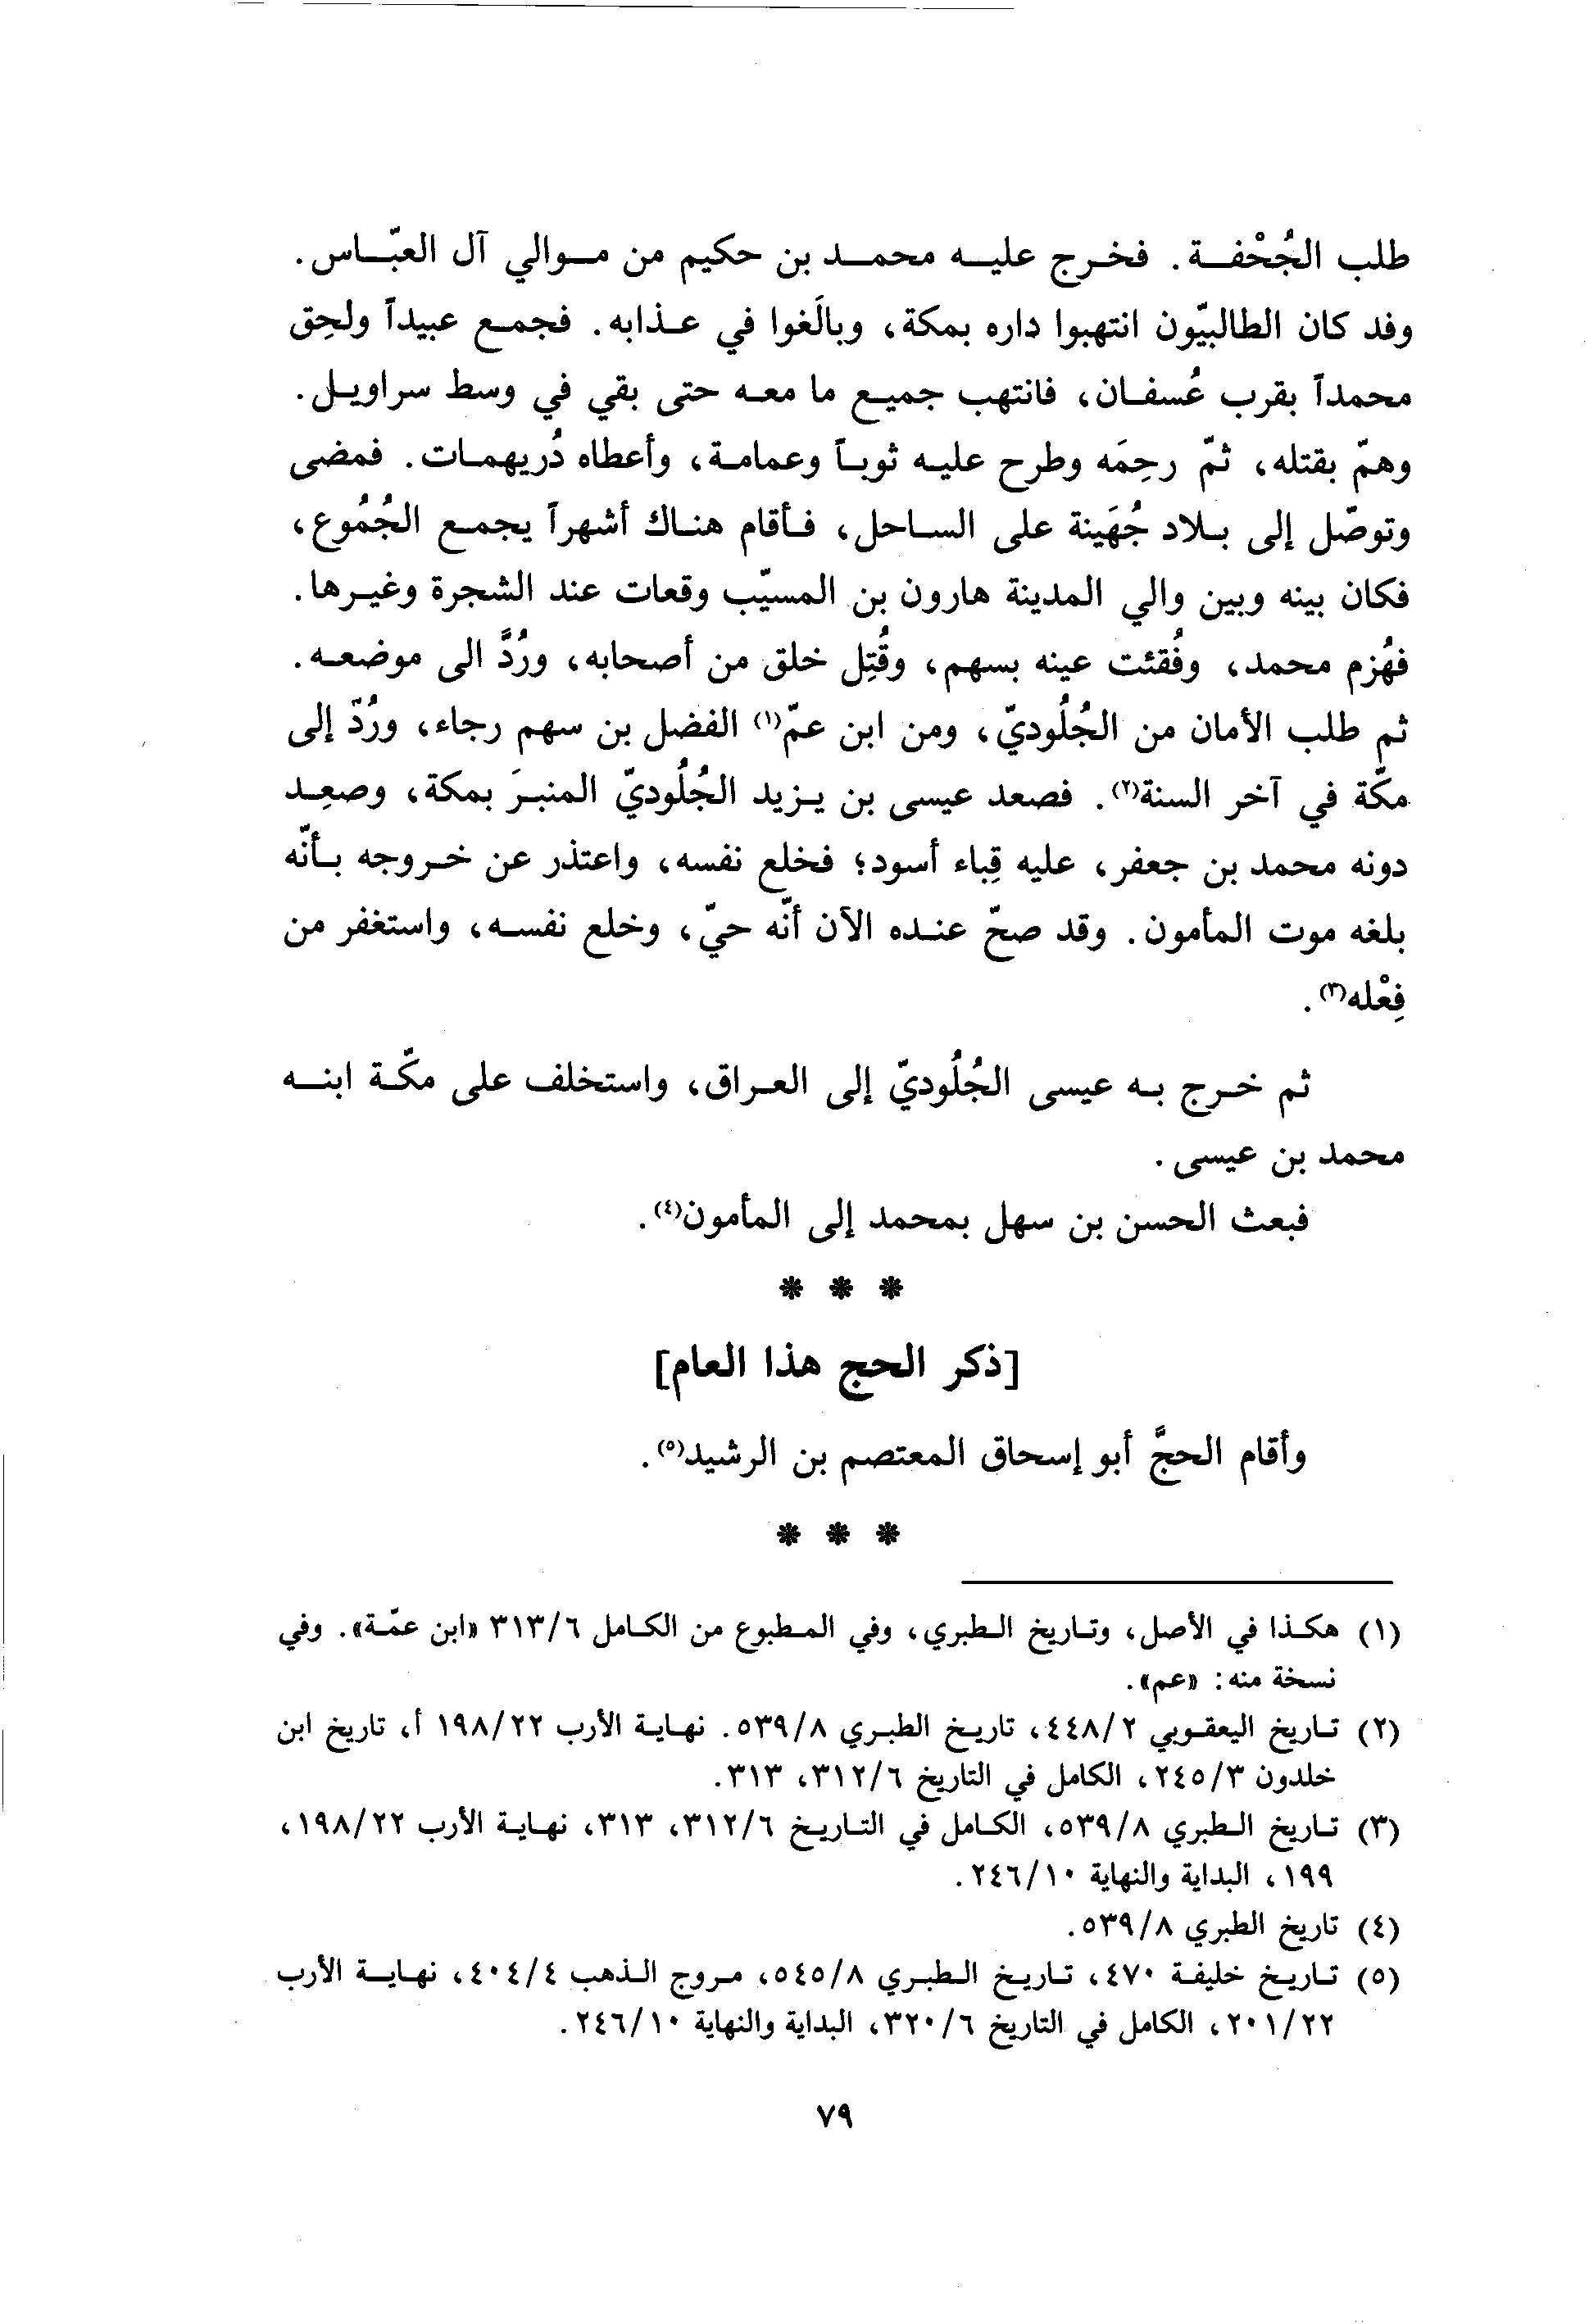 طلب الجُحْفة. فخرج عليه محمد بن حكيم من موالي آل العبّاس.
وفد كان الطالبيّون انتهبوا داره بمكة، وبالَغوا في عذابه. فجمع عبيداً ولحِق
محمداً بقرب عُسفان، فانتهب جميع ما معه حتى بقي في وسط سراويل.
وهمّ بقتله، ثمّ رحِمَه وطرح عليه ثوباً وعمامة، وأعطاه دُريهمات. فمضى
وتوصّل إلى بلاد جُهَينة على الساحل، فأقام هناك أشهراً يجمع الجُمُوع،
فكان بينه وبين والي المدينة هارون بن المسيّب وقعات عند الشجرة وغيرها.
فهُزم محمد، وفُقئت عينه بسهم، وقُتِل خلق من أصحابه، ورُدَّ الى موضعه.
ثم طلب الأمان من الجُلُوديّ، ومن ابن عمّ(١) الفضل بن سهم رجاء، ورُدّ إلى
مكّة في آخر السنة(٢). فصعد عيسى بن يزيد الجُلُوديّ المنبرَ بمكة، وصعِد
دونه محمد بن جعفر، عليه قِباء أسود؛ فخلع نفسه، واعتذر عن خروجه بأنّه
بلغه موت المأمون. وقد صحّ عنده الآن أنّه حيّ، وخلع نفسه، واستغفر من
فِعْله(٣).
ثم خرج به عيسى الجُلُوديّ إلى العراق، واستخلف على مكّة ابنه
محمد بن عيسى.
فبعث الحسن بن سهل بمحمد إلى المأمون(٤).
* * *
[ذكر الحج هذا العام]
وأقام الحجَّ أبو إسحاق المعتصم بن الرشيد(٥).
* * *
(١) هكذا في الأصل، وتاريخ الطبري، وفي المطبوع من الكامل ٣١٣/٦ «ابن عمّة». وفي
نسخة منه: «عم».
(٢) تاريخ اليعقوبي ٤٤٨/٢، تاريخ الطبري ٥٣٩/٨. نهاية الأرب ١٩٨/٢٢ أ، تاريخ ابن
خلدون ٢٤٥/٣، الكامل في التاريخ ٣١٢/٦، ٣١٣.
(٣) تاريخ الطبري ٥٣٩/٨، الكامل في التاريخ ٣١٢/٦، ٣١٣، نهاية الأرب ١٩٨/٢٢،
١٩٩، البداية والنهاية ٢٤٦/١٠.
(٤) تاريخ الطبري ٥٣٩/٨.
(٥) تاريخ خليفة ٤٧٠، تاريخ الطبري ٥٤٥/٨، مروج الذهب ٤٠٤/٤، نهاية الأرب
٢٠١/٢٢، الكامل في التاريخ ٣٢٠/٦، البداية والنهاية ٢٤٦/١٠.
٧٩